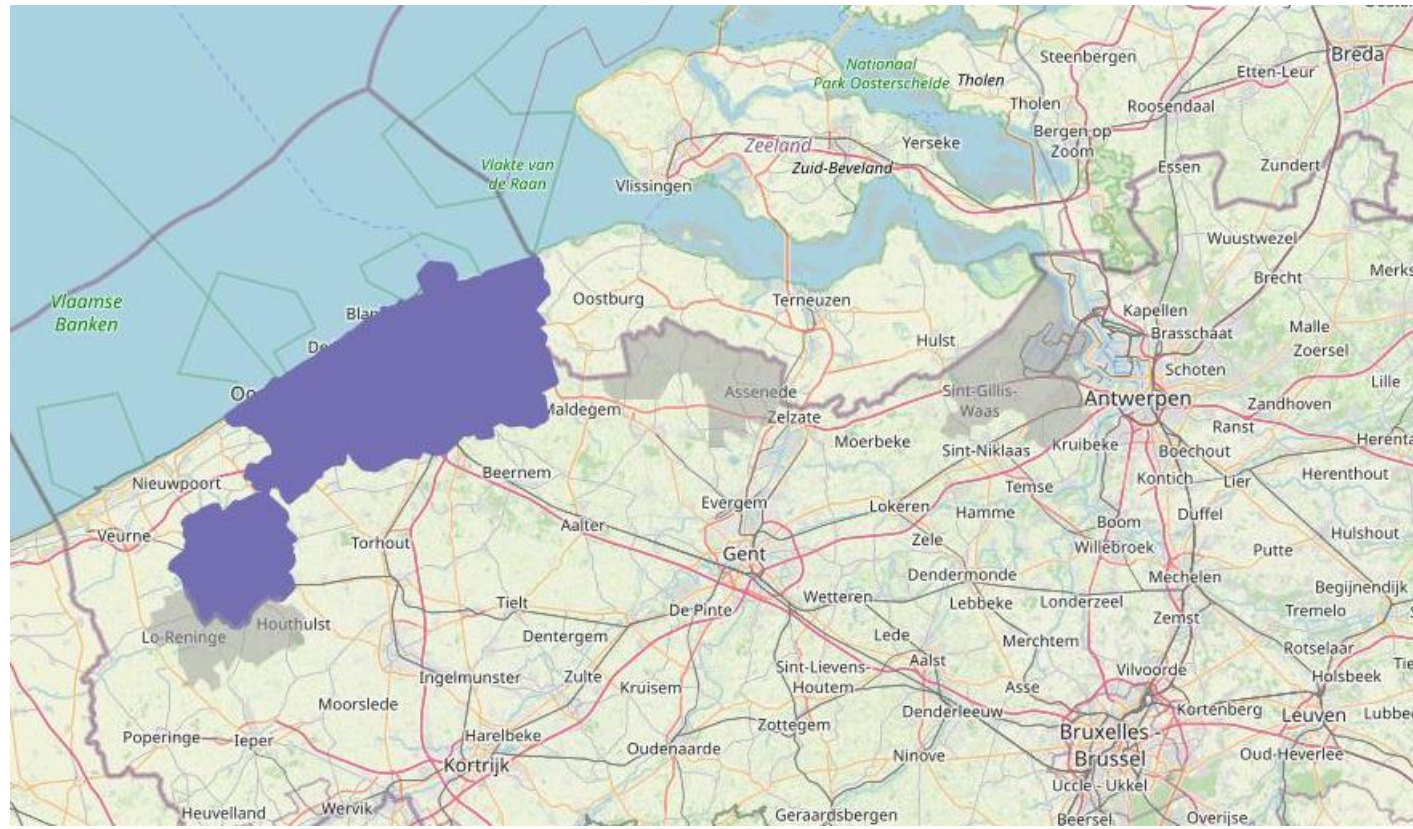 Steenbergen
Breda
Nationaal
Park Oosterschelde
Tholen
Etten-Leur
Tholen
Roosendaal
Bergen op
Zoom
Zeeland
Yerseke
Vlakte van
de Raan
Zuid-Beveland
Essen
Zundert
Vlissingen
Wuustwezel
Vlaamse
Banken
Oostburg
Terneuzen
Brecht
Merks
Blan
Kapellen
Brasschaat
Malle
Zoersel
Hulst
Do
Schoten
Oo
Assenede
Sint-Gillis-
Waas
Lille
Antwerpen
Zandhoven
Maldegem
Zelzate
Ranst
Moerbeke
Sint-Niklaas
Kruibeke
Boechout
Herenta
Nieuwpoort
Beernem
Kontich
Lier
Herenthout
Temse
Evergem
Lokeren
Hamme
Boom
Duffel
Veurne
Torhout
Aalter
Gent
Zele
Willebroek
Hulshout
Putte
Dendermonde
Mechelen
Begijnendijk
Tielt
De Pinte
Wetteren
Lebbeke
Londerzeel
Zemst
Tremelo
Lo-Reninge
Houthulst
Dentergem
Lede
Merchtem
Rotselaar
Ingelmunster
Zulte
Kruisem
Sint-Lievens-
Houtem
Aalst
Asse
Vilvoorde
Holsbeek
Tie
Moorslede
Denderleeuw
Kortenberg
Leuven
Lubbe
Poperinge
Ieper
Harelbeke
Zottegem
Bruxelles -
Brussel
Oudenaarde
Ninove
Oud-Heverlee
Kortrijk
Uccle - Ukkel
Heuvelland
Wervik
Geraardsbergen
Beersel
Overijse